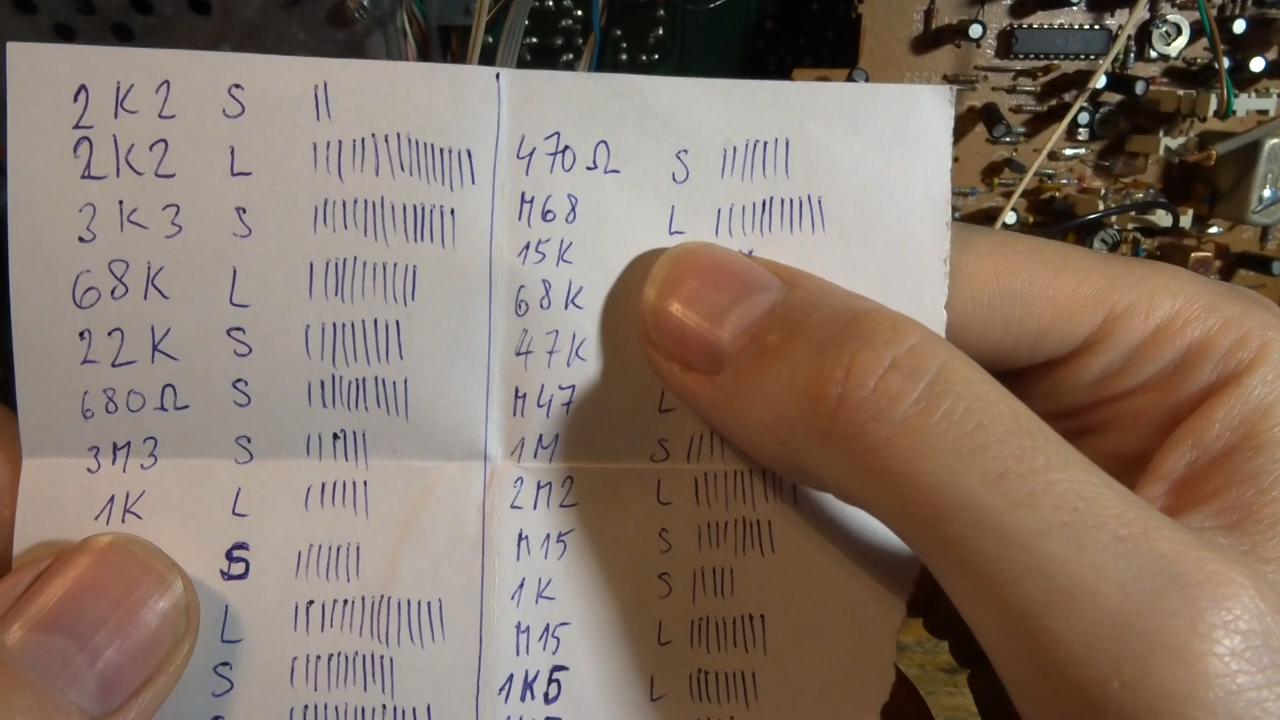 2K2 S
2K2 L
3K3 S
68K L
22K S
680Ω S
3M3 S
1K L
S
L
S
470Ω S
M68 L
15K
68K
47K
M47 L
1M S
2M2 L
M15 S
1K S
M15 L
1K5 L
R252